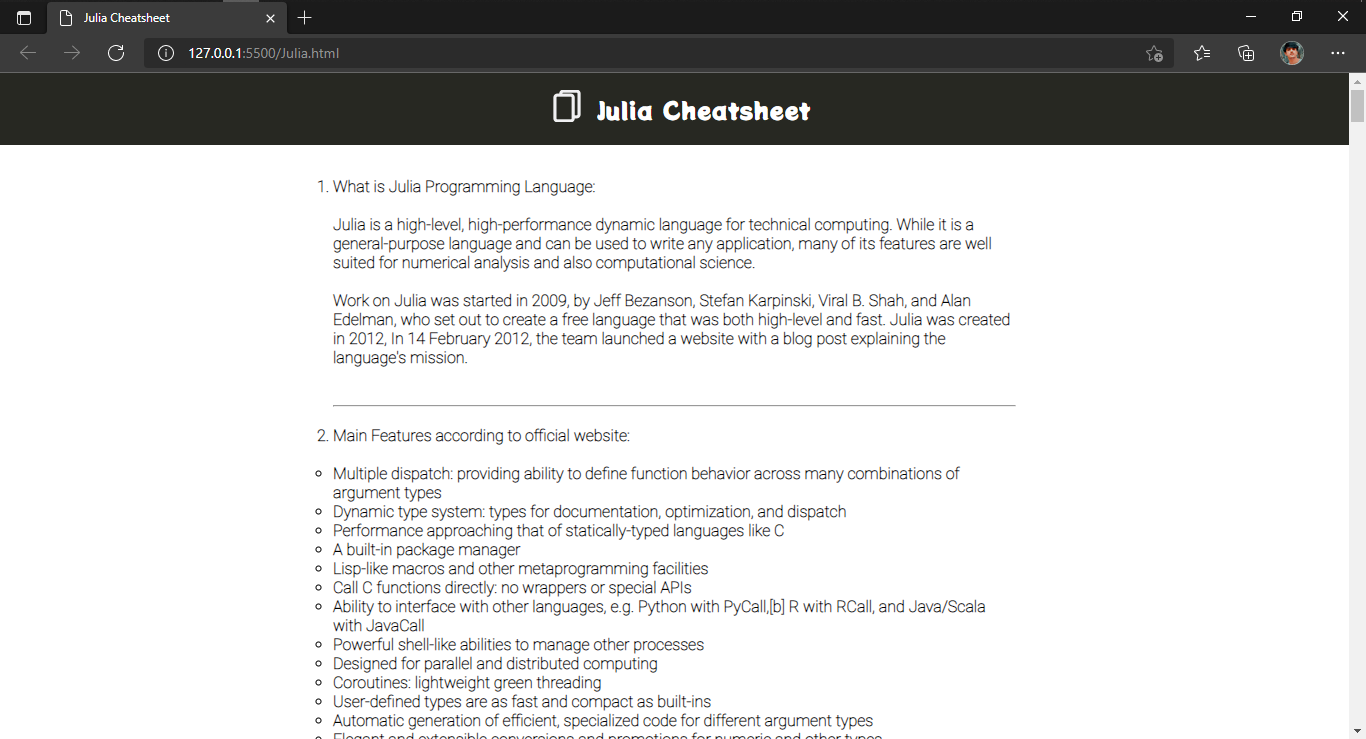 Julia Cheatsheet
127.0.0.1:5500/Julia.html
Julia Cheatsheet
1. What is Julia Programming Language:
Julia is a high-level, high-performance dynamic language for technical computing. While it is a
general-purpose language and can be used to write any application, many of its features are well
suited for numerical analysis and also computational science.
Work on Julia was started in 2009, by Jeff Bezanson, Stefan Karpinski, Viral B. Shah, and Alan
Edelman, who set out to create a free language that was both high-level and fast. Julia was created
in 2012, In 14 February 2012, the team launched a website with a blog post explaining the
language's mission.
2. Main Features according to official website:
Multiple dispatch: providing ability to define function behavior across many combinations of
argument types
Dynamic type system: types for documentation, optimization, and dispatch
Performance approaching that of statically-typed languages like C
A built-in package manager
Lisp-like macros and other metaprogramming facilities
Call C functions directly: no wrappers or special APIs
Ability to interface with other languages, e.g. Python with PyCall,[b] R with RCall, and Java/Scala
with JavaCall
Powerful shell-like abilities to manage other processes
Designed for parallel and distributed computing
Coroutines: lightweight green threading
User-defined types are as fast and compact as built-ins
Automatic generation of efficient, specialized code for different argument types
Elegant and extensible conversions and promotions for numeric and other types